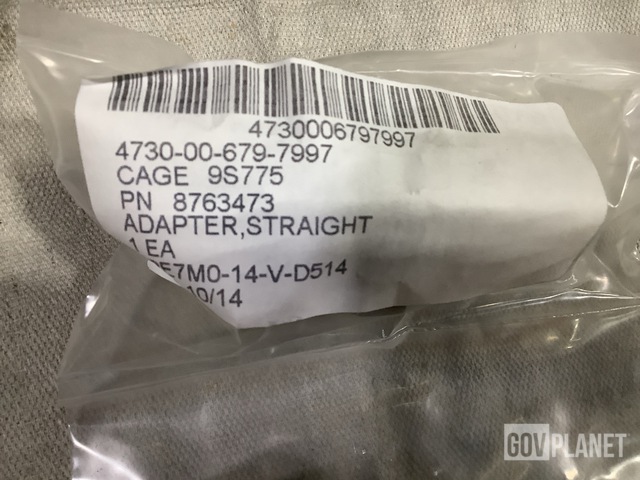 4730006797997
4730-00-679-7997
CAGE 9S775
PN 8763473
ADAPTER,STRAIGHT
1 EA
E7M0-14-V-D514
10/14
GOVPLANET